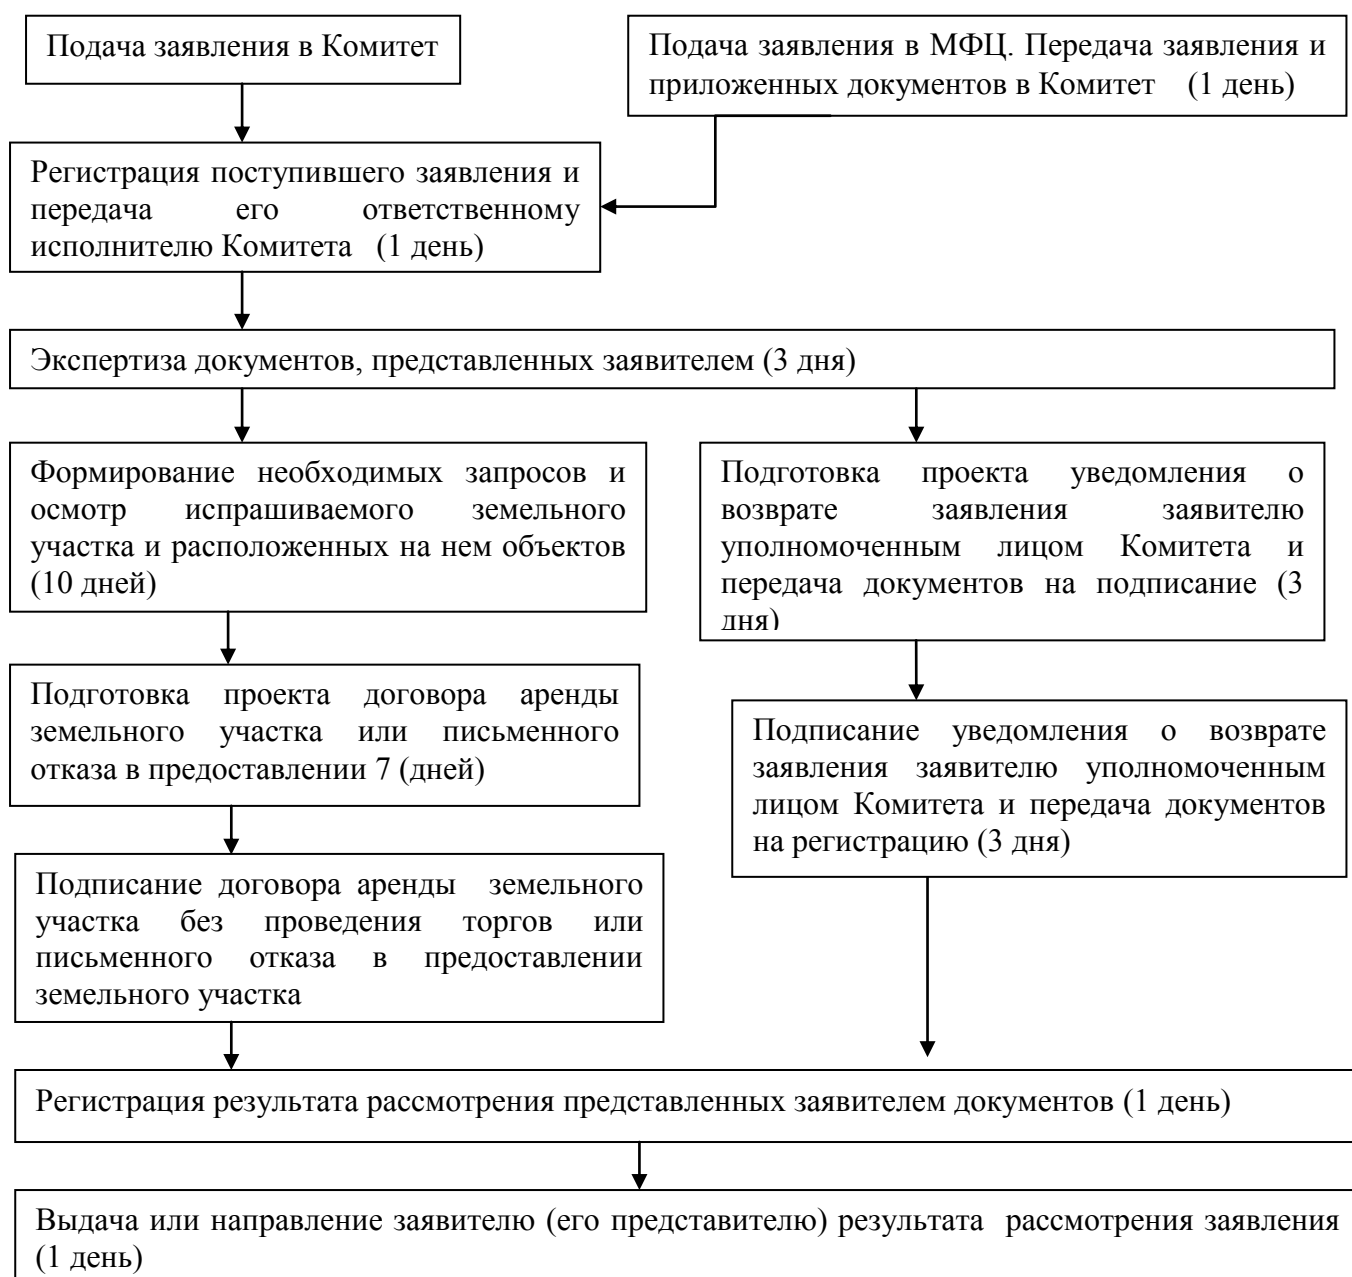 Подача заявления в Комитет
Подача заявления в МФЦ. Передача заявления и
приложенных документов в Комитет (1 день)
Регистрация поступившего заявления и
передача его ответственному
исполнителю Комитета (1 день)
Экспертиза документов, представленных заявителем (3 дня)
Формирование необходимых запросов и
осмотр испрашиваемого земельного
участка и расположенных на нем объектов
(10 дней)
Подготовка проекта уведомления о
возврате заявления заявителю
уполномоченным лицом Комитета и
передача документов на подписание (3
дня)
Подготовка проекта договора аренды
земельного участка или письменного
отказа в предоставлении 7 (дней)
Подписание уведомления о возврате
заявления заявителю уполномоченным
лицом Комитета и передача документов
на регистрацию (3 дня)
Подписание договора аренды земельного
участка без проведения торгов или
письменного отказа в предоставлении
земельного участка
Регистрация результата рассмотрения представленных заявителем документов (1 день)
Выдача или направление заявителю (его представителю) результата рассмотрения заявления
(1 день)